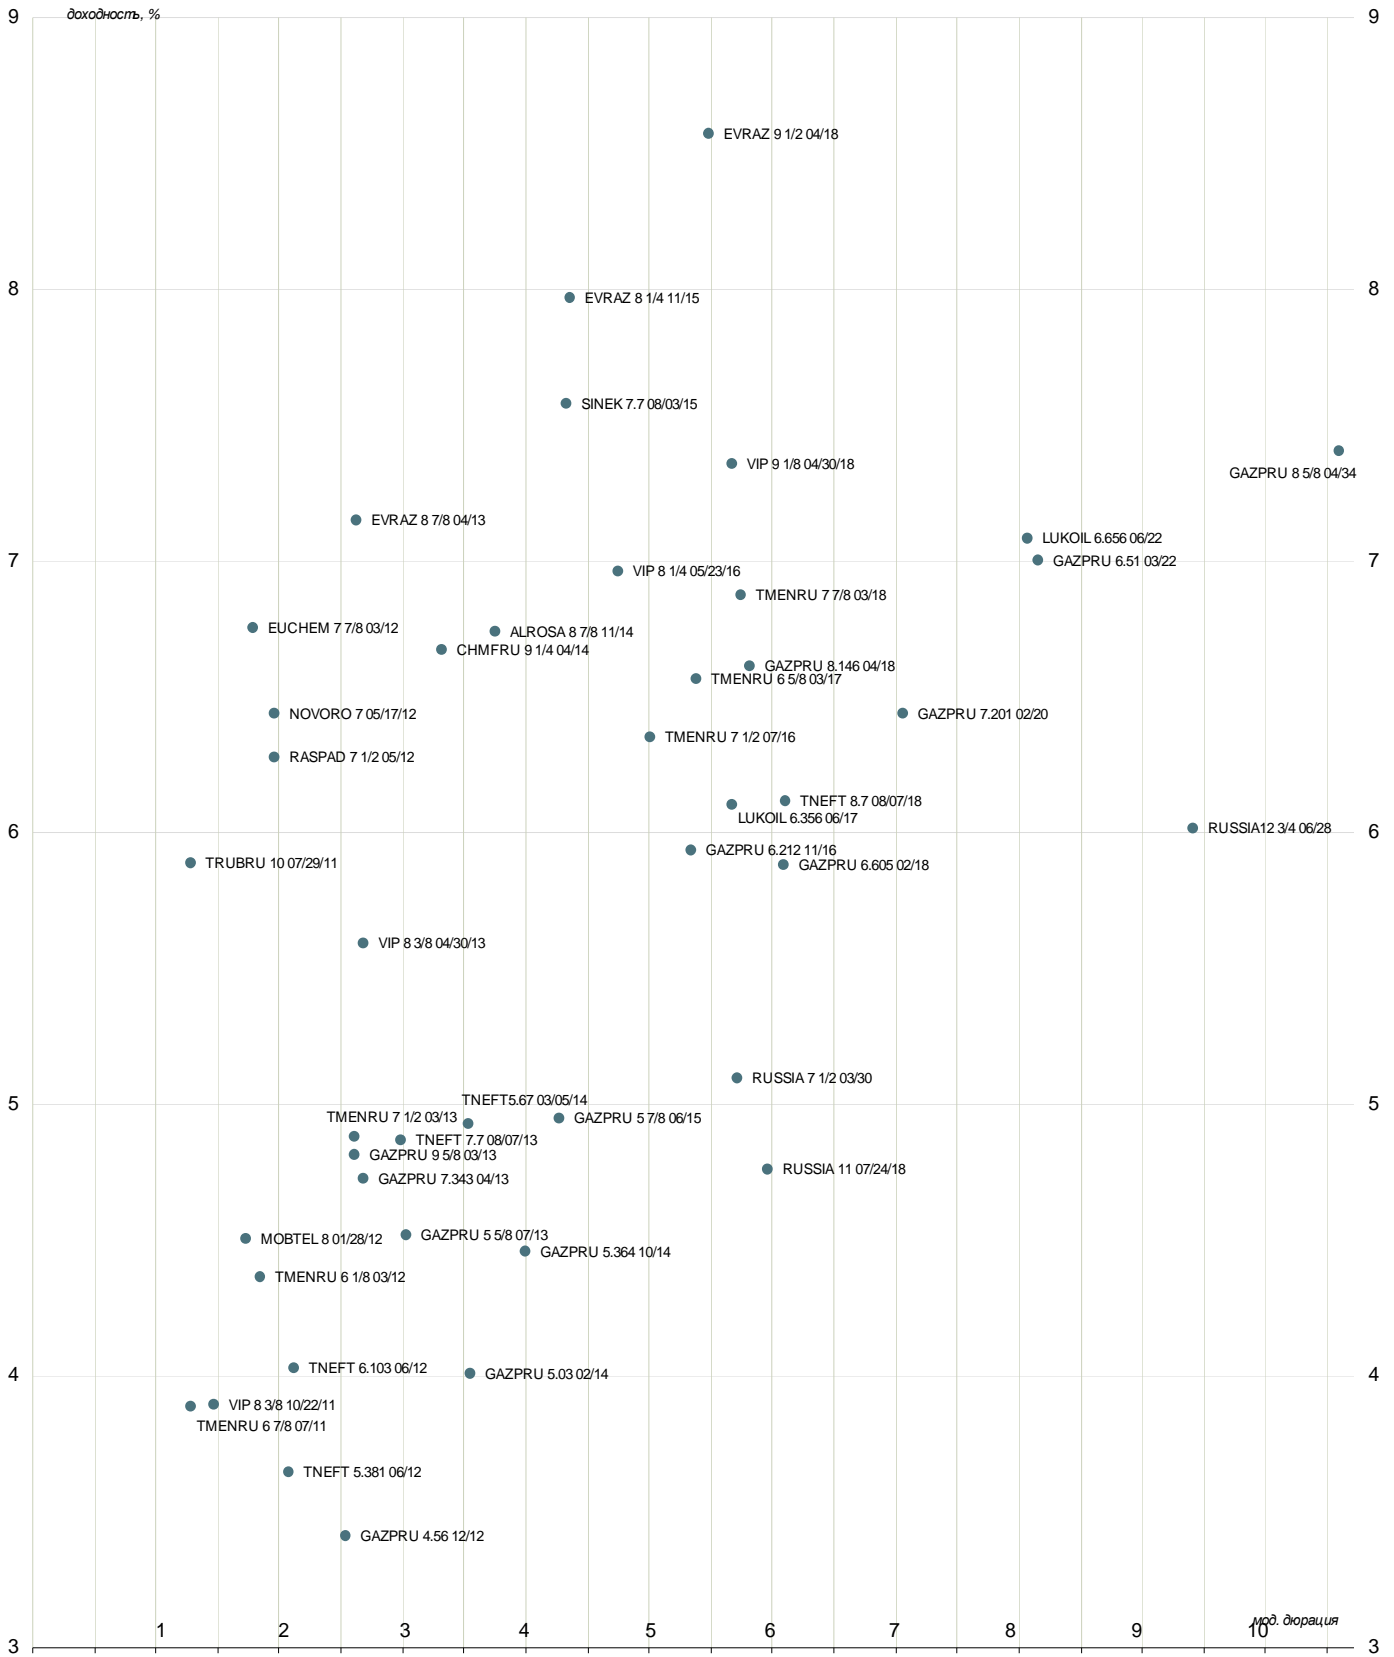 9 доходность, % 9
EVRAZ 9 1/2 04/18
8 8
EVRAZ 8 1/4 11/15
SINEK 7.7 08/03/15
VIP 9 1/8 04/30/18
GAZPRU 8 5/8 04/34
EVRAZ 8 7/8 04/13
LUKOIL 6.656 06/22
7 GAZPRU 6.51 03/22 7
VIP 8 1/4 05/23/16
TMENRU 7 7/8 03/18
EUCHEM 7 7/8 03/12
ALROSA 8 7/8 11/14
CHMFRU 9 1/4 04/14
GAZPRU 8.146 04/18
TMENRU 6 5/8 03/17
NOVORO 7 05/17/12
GAZPRU 7.201 02/20
TMENRU 7 1/2 07/16
RASPAD 7 1/2 05/12
TNEFT 8.7 08/07/18
LUKOIL 6.356 06/17
RUSSIA12 3/4 06/28
6 6
GAZPRU 6.212 11/16
TRUBRU 10 07/29/11
GAZPRU 6.605 02/18
VIP 8 3/8 04/30/13
RUSSIA 7 1/2 03/30
TNEFT5.67 03/05/14
5 5
TMENRU 7 1/2 03/13
GAZPRU 5 7/8 06/15
TNEFT 7.7 08/07/13
GAZPRU 9 5/8 03/13
RUSSIA 11 07/24/18
GAZPRU 7.343 04/13
GAZPRU 5 5/8 07/13
MOBTEL 8 01/28/12
GAZPRU 5.364 10/14
TMENRU 6 1/8 03/12
TNEFT 6.103 06/12
GAZPRU 5.03 02/14
4 4
VIP 8 3/8 10/22/11
TMENRU 6 7/8 07/11
TNEFT 5.381 06/12
GAZPRU 4.56 12/12
мод. дюрация
1 2 3 4 5 6 7 8 9 10
3 3